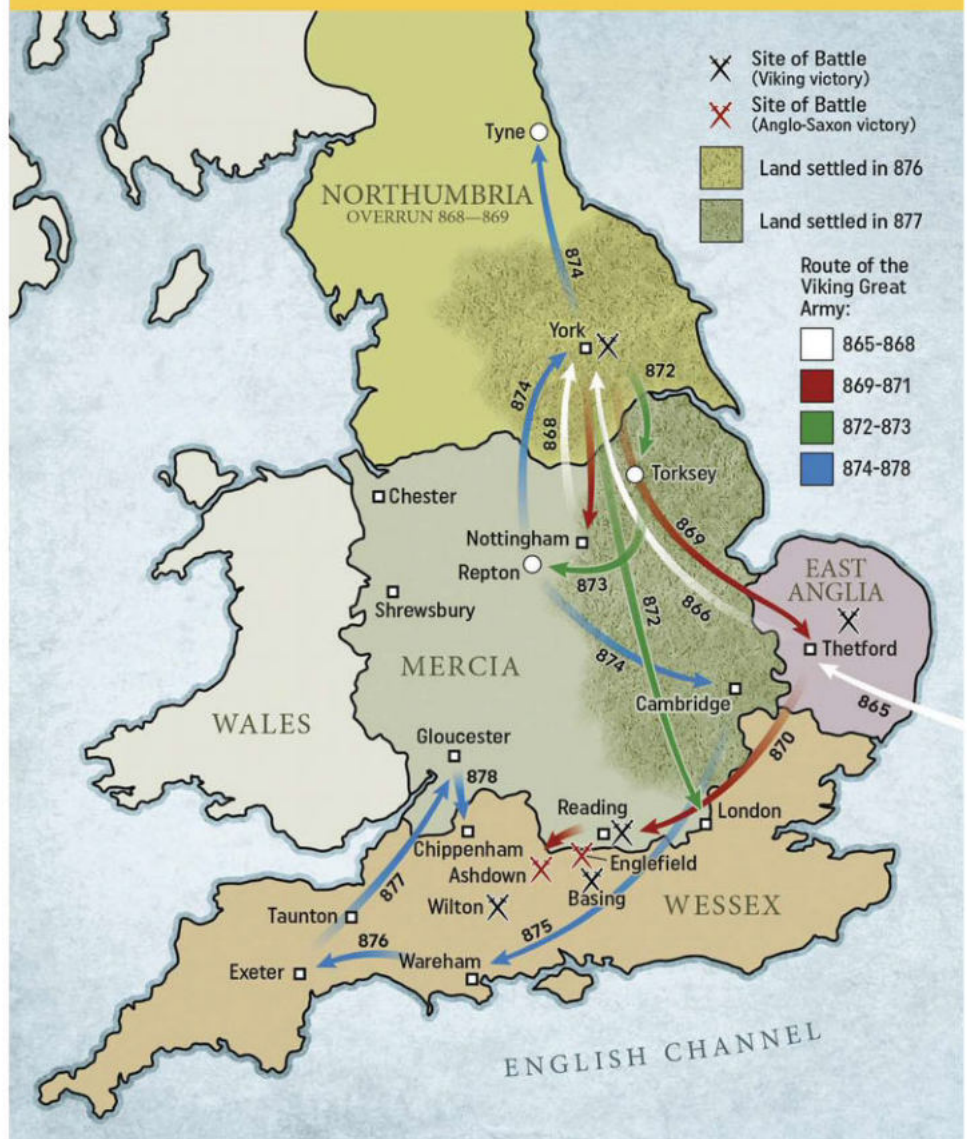 Site of Battle
(Viking victory)
Site of Battle
(Anglo-Saxon victory)
Land settled in 876
Land settled in 877
Route of the
Viking Great
Army:
865-868
869-871
872-873
874-878
Tyne
NORTHUMBRIA
OVERRUN 868—869
874
York
872
874
868
Torksey
Chester
869
Nottingham
Repton
873
EAST
ANGLIA
Shrewsbury
872
866
Thetford
MERCIA
874
Cambridge
865
WALES
Gloucester
870
878
Reading
London
Chippenham
Englefield
Ashdown
Basing
877
Wilton
WESSEX
Taunton
876
875
Wareham
Exeter
ENGLISH CHANNEL